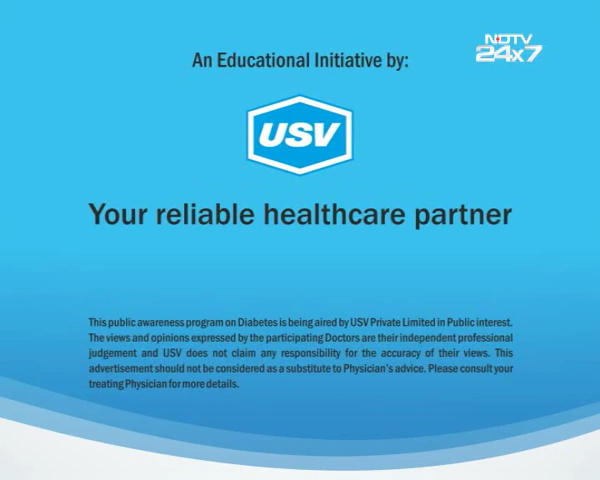 NDTV
24x7
An Educational Initiative by:
USV
Your reliable healthcare partner
This public awareness program on Diabetes is being aired by USV Private Limited in Public interest.
The views and opinions expressed by the participating Doctors are their independent professional
judgement and USV does not claim any responsibility for the accuracy of their views. This
advertisement should not be considered as a substitute to Physician's advice. Please consult your
treating Physician for more details.